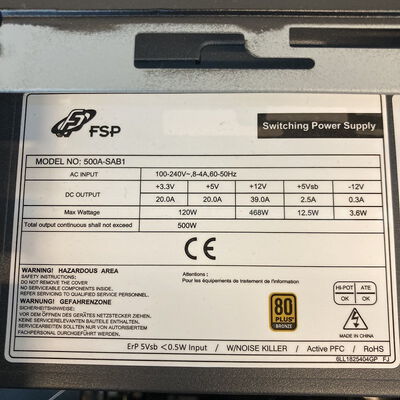 FSP
Switching Power Supply
MODEL NO: 500A-SAB1
AC INPUT 100-240V~,8-4A,60-50Hz
DC OUTPUT +3.3V +5V +12V +5Vsb -12V
20.0A 20.0A 39.0A 2.5A 0.3A
Max Wattage 120W 468W 12.5W 3.6W
Total output continuous shall not exceed 500W
CE
WARNING! HAZARDOUS AREA
SAFETY INSTRUCTIONS:
DO NOT REMOVE THE COVER
NO SERVICEABLE COMPONENTS INSIDE.
REFER SERVICING TO QUALIFIED SERVICE PERSONNEL.
WARNUNG! GEFAHRENZONE
SICHERHEITSHINWEISE:
DAS ÖFFNEN DES GERÄTES NETZSTECKER ZIEHEN.
KEINE SERVICERELEVANTEN BAUTEILE ENTHALTEN.
ARBEITEN SOLLTEN NUR VON AUTORISIERTEM
FACHPERSONAL DURCHGEFÜHRT WERDEN.
ATTENTION:
Pour les équipements de traitement de l'information
80
PLUS
BRONZE
HI-POT ATE
OK OK
MADE IN CHINA
ErP 5Vsb <0.5W Input / W/NOISE KILLER / Active PFC / RoHS
6LL1825404GP FJ